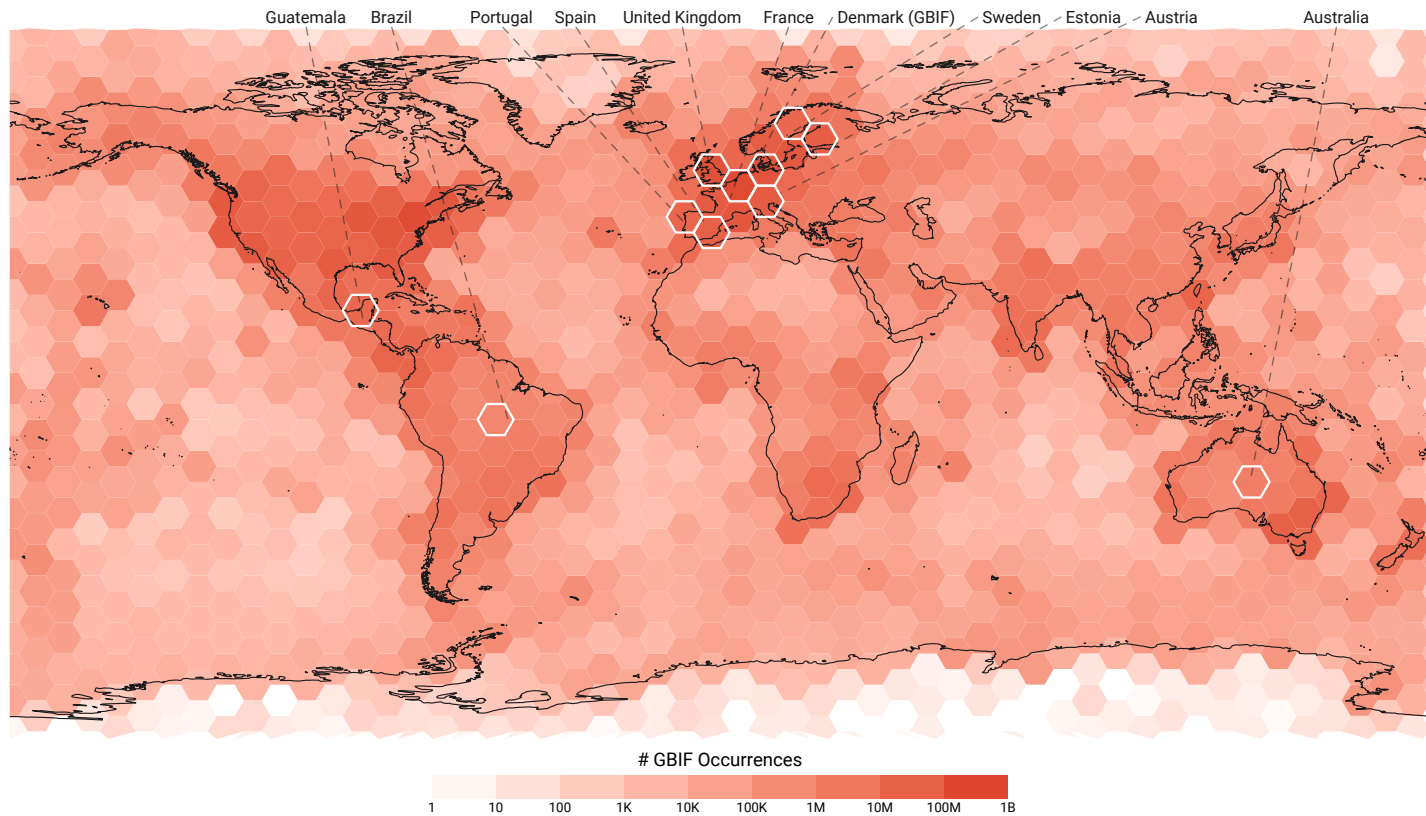 Guatemala Brazil Portugal Spain United Kingdom France Denmark (GBIF) Sweden Estonia Austria Australia
# GBIF Occurrences
1 10 100 1K 10K 100K 1M 10M 100M 1B